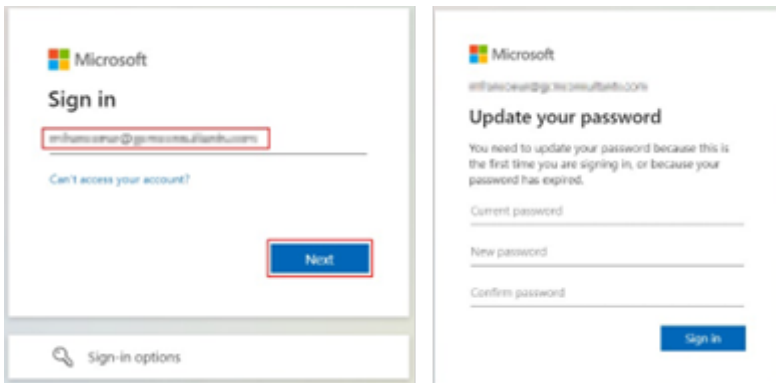 Microsoft
Sign in
Can't access your account?
Next
Sign-in options
Microsoft
Update your password
You need to update your password because this is
the first time you are signing in, or because your
password has expired.
Current password
New password
Confirm password
Sign in